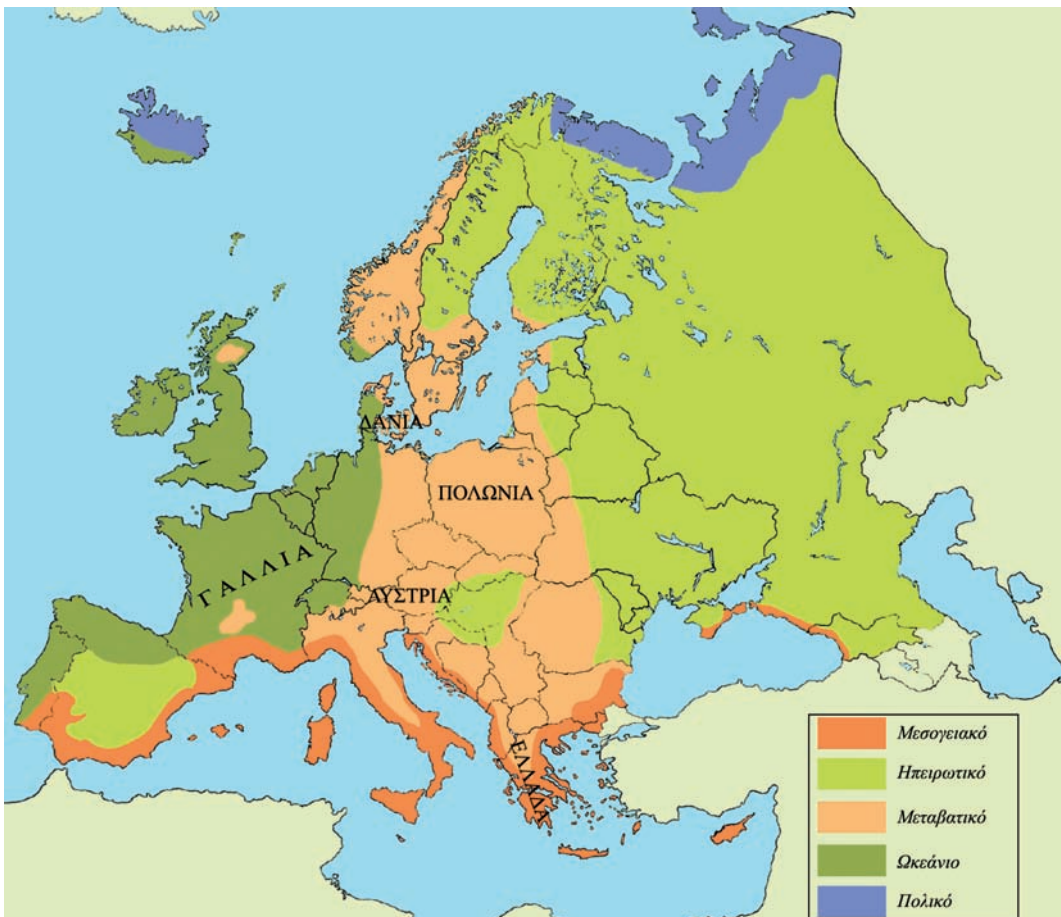 ΔΑΝΙΑ
ΠΟΛΩΝΙΑ
ΓΑΛΛΙΑ
ΑΥΣΤΡΙΑ
ΕΛΛΑΔΑ
Μεσογειακό
Ηπειρωτικό
Μεταβατικό
Ωκεάνιο
Πολικό